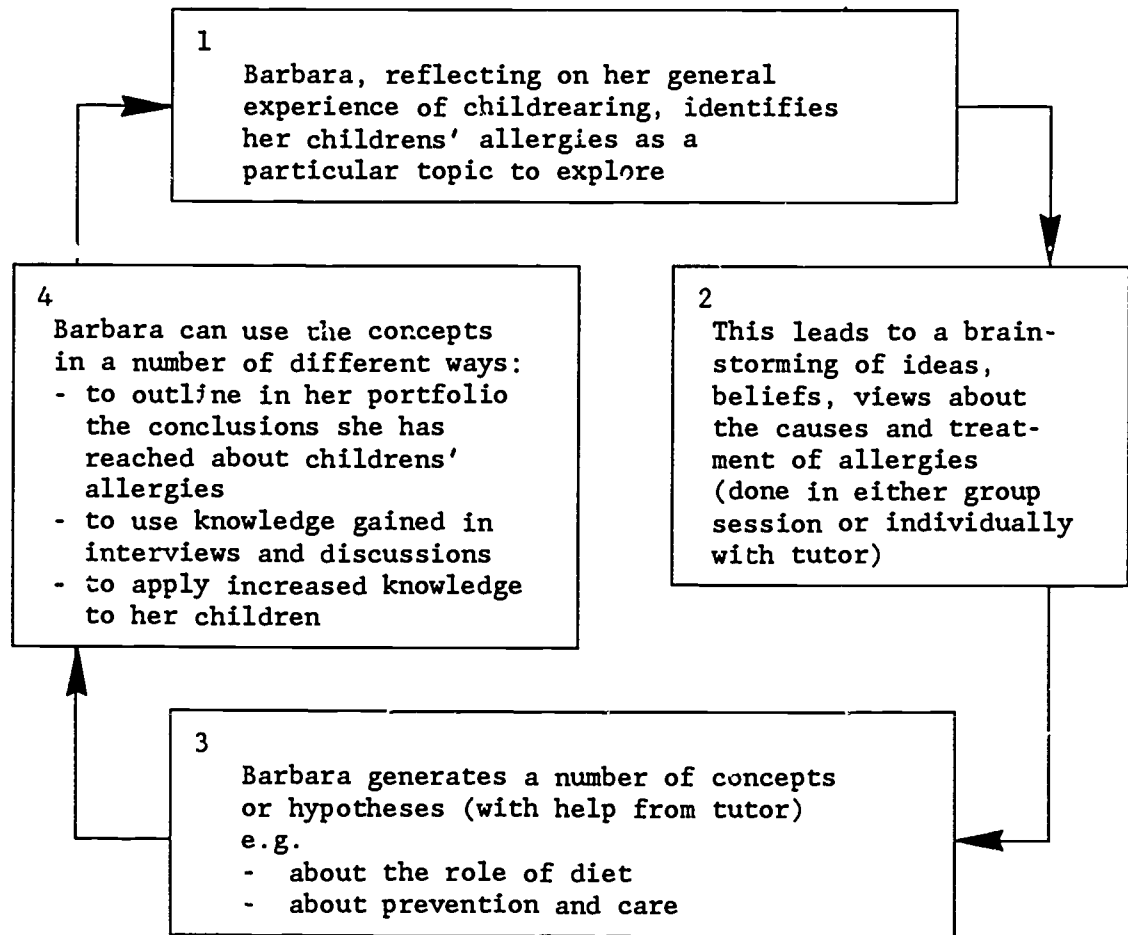 1
Barbara, reflecting on her general
experience of childrearing, identifies
her childrens' allergies as a
particular topic to explore
2
This leads to a brain-
storming of ideas,
beliefs, views about
the causes and treat-
ment of allergies
(done in either group
session or individually
with tutor)
3
Barbara generates a number of concepts
or hypotheses (with help from tutor)
e.g.
- about the role of diet
- about prevention and care
4
Barbara can use the concepts
in a number of different ways:
- to outline in her portfolio
the conclusions she has
reached about childrens'
allergies
- to use knowledge gained in
interviews and discussions
- to apply increased knowledge
to her children